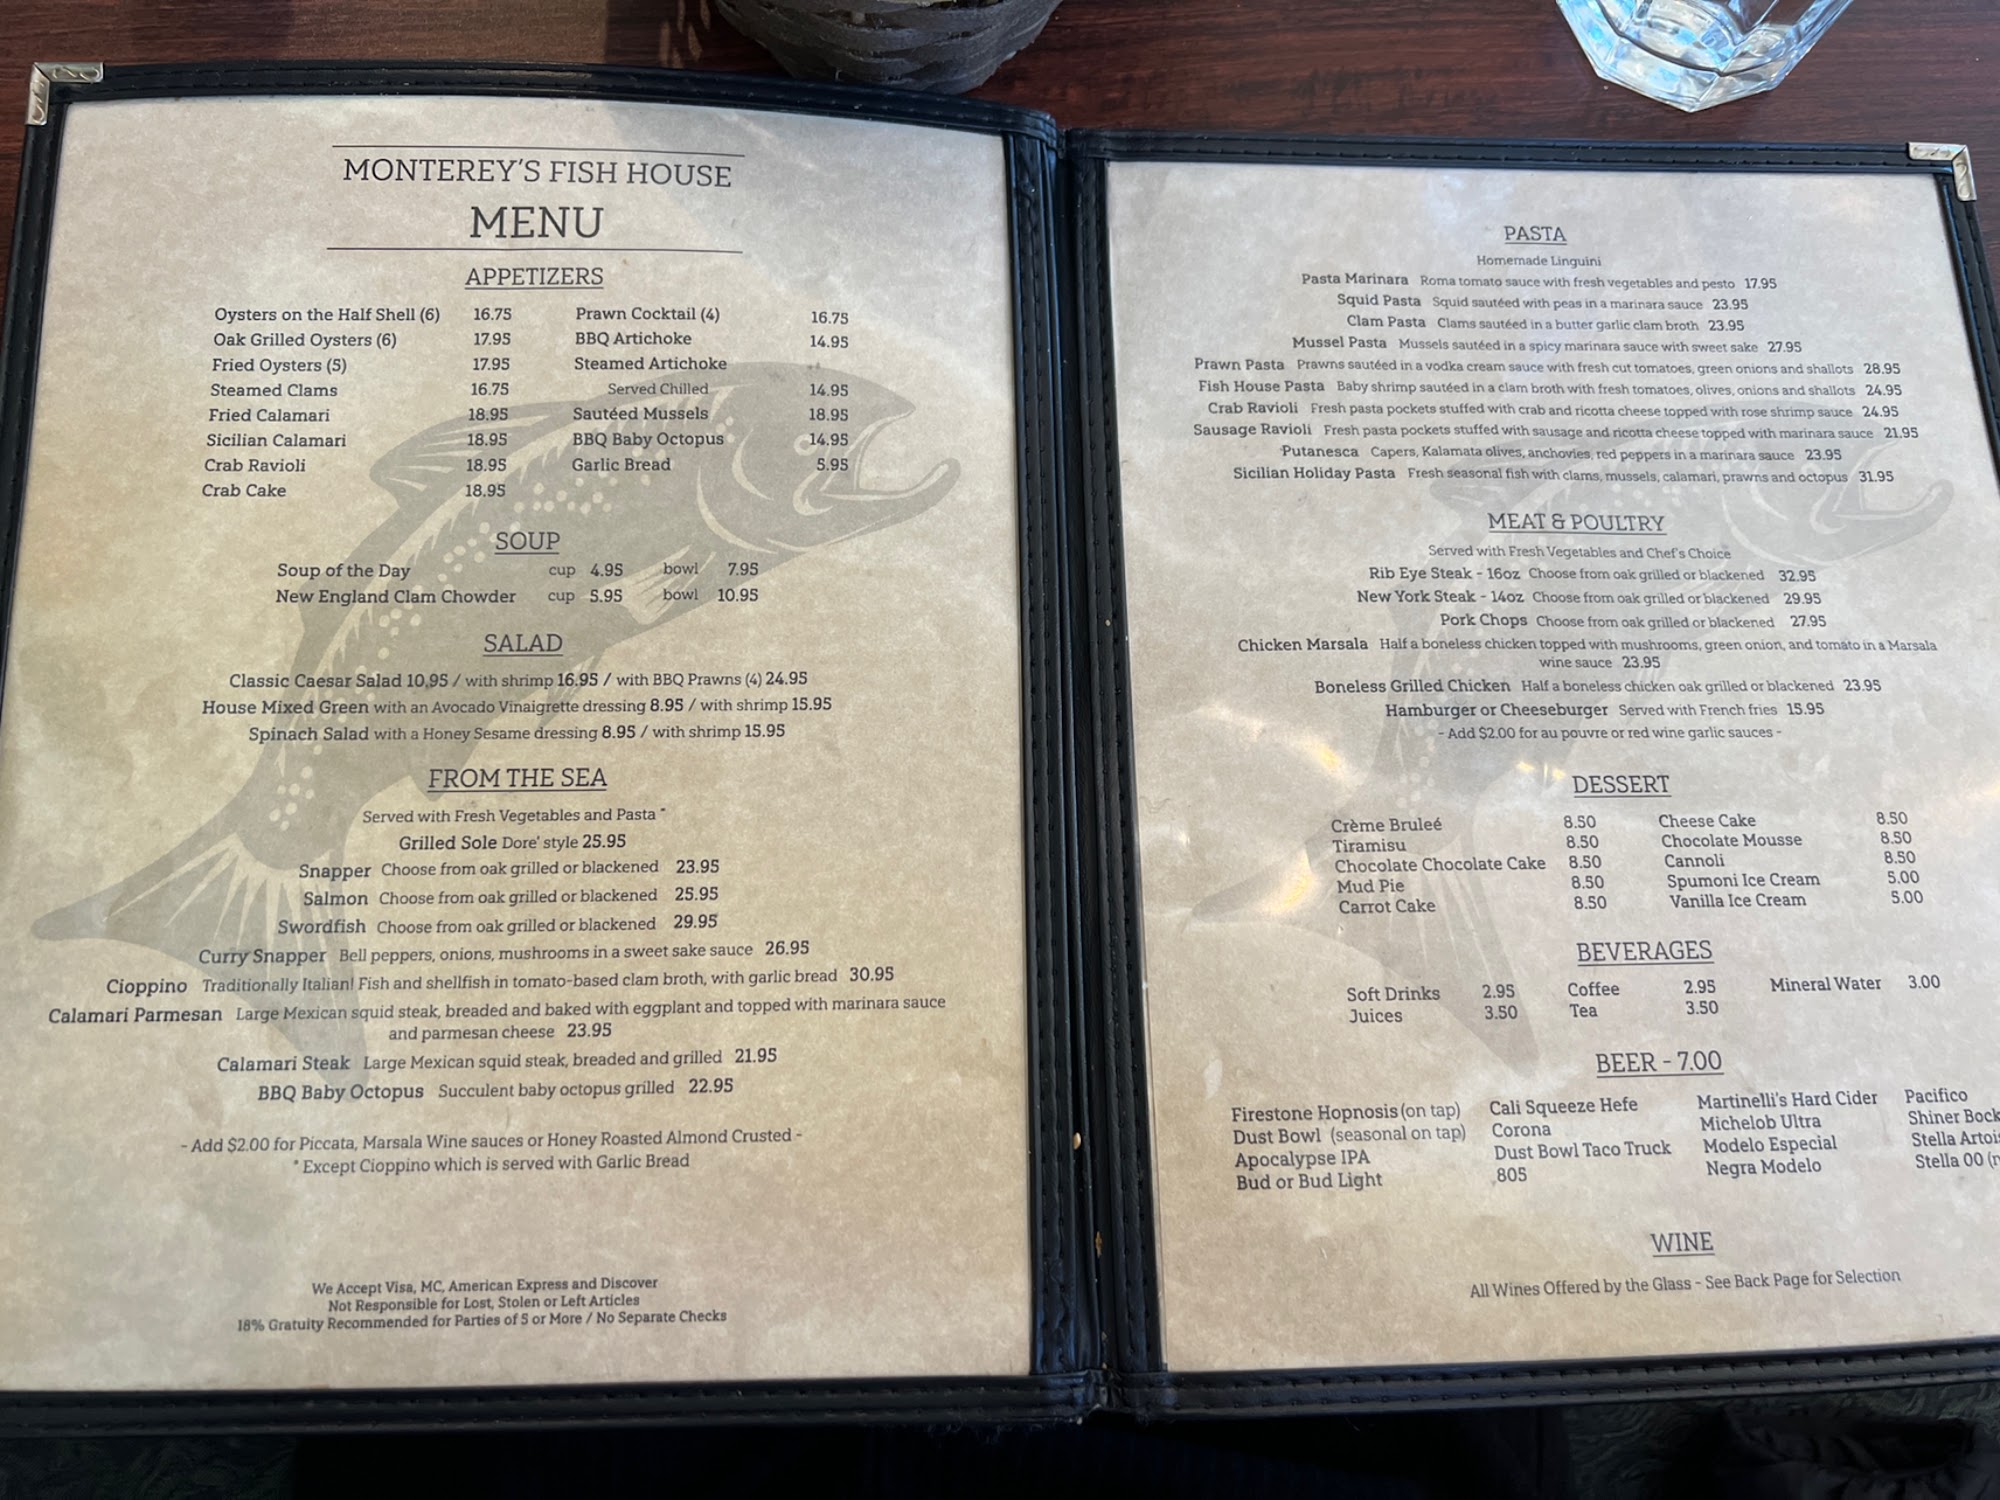 MONTEREY'S FISH HOUSE
MENU
APPETIZERS
Oysters on the Half Shell (6) 16.75 Prawn Cocktail (4) 16.75
Oak Grilled Oysters (6) 17.95 BBQ Artichoke 14.95
Fried Oysters (5) 17.95 Steamed Artichoke
Steamed Clams 16.75 Served Chilled 14.95
Fried Calamari 18.95 Sautéed Mussels 18.95
Sicilian Calamari 18.95 BBQ Baby Octopus 14.95
Crab Ravioli 18.95 Garlic Bread 5.95
Crab Cake 18.95
SOUP
Soup of the Day cup 4.95 bowl 7.95
New England Clam Chowder cup 5.95 bowl 10.95
SALAD
Classic Caesar Salad 10.95 / with shrimp 16.95 / with BBQ Prawns (4) 24.95
House Mixed Green with an Avocado Vinaigrette dressing 8.95 / with shrimp 15.95
Spinach Salad with a Honey Sesame dressing 8.95 / with shrimp 15.95
FROM THE SEA
Served with Fresh Vegetables and Pasta *
Grilled Sole Dore' style 25.95
Snapper Choose from oak grilled or blackened 23.95
Salmon Choose from oak grilled or blackened 25.95
Swordfish Choose from oak grilled or blackened 29.95
Curry Snapper Bell peppers, onions, mushrooms in a sweet sake sauce 26.95
Cioppino Traditionally Italian! Fish and shellfish in tomato-based clam broth, with garlic bread 30.95
Calamari Parmesan Large Mexican squid steak, breaded and baked with eggplant and topped with marinara sauce
and parmesan cheese 23.95
Calamari Steak Large Mexican squid steak, breaded and grilled 21.95
BBQ Baby Octopus Succulent baby octopus grilled 22.95
- Add $2.00 for Piccata, Marsala Wine sauces or Honey Roasted Almond Crusted -
* Except Cioppino which is served with Garlic Bread
We Accept Visa, MC, American Express and Discover
Not Responsible for Lost, Stolen or Left Articles
18% Gratuity Recommended for Parties of 5 or More / No Separate Checks
PASTA
Homemade Linguini
Pasta Marinara Roma tomato sauce with fresh vegetables and pesto 17.95
Squid Pasta Squid sautéed with peas in a marinara sauce 23.95
Clam Pasta Clams sautéed in a butter garlic clam broth 23.95
Mussel Pasta Mussels sautéed in a spicy marinara sauce with sweet sake 27.95
Prawn Pasta Prawns sautéed in a vodka cream sauce with fresh cut tomatoes, green onions and shallots 28.95
Fish House Pasta Baby shrimp sautéed in a clam broth with fresh tomatoes, olives, onions and shallots 24.95
Crab Ravioli Fresh pasta pockets stuffed with crab and ricotta cheese topped with rose shrimp sauce 24.95
Sausage Ravioli Fresh pasta pockets stuffed with sausage and ricotta cheese topped with marinara sauce 21.95
Putanesca Capers, Kalamata olives, anchovies, red peppers in a marinara sauce 23.95
Sicilian Holiday Pasta Fresh seasonal fish with clams, mussels, calamari, prawns and octopus 31.95
MEAT & POULTRY
Served with Fresh Vegetables and Chef's Choice
Rib Eye Steak - 16oz Choose from oak grilled or blackened 32.95
New York Steak - 14oz Choose from oak grilled or blackened 29.95
Pork Chops Choose from oak grilled or blackened 27.95
Chicken Marsala Half a boneless chicken topped with mushrooms, green onion, and tomato in a Marsala
wine sauce 23.95
Boneless Grilled Chicken Half a boneless chicken oak grilled or blackened 23.95
Hamburger or Cheeseburger Served with French fries 15.95
- Add $2.00 for au pouvre or red wine garlic sauces -
DESSERT
Crème Bruleé 8.50 Cheese Cake 8.50
Tiramisu 8.50 Chocolate Mousse 8.50
Chocolate Chocolate Cake 8.50 Cannoli 8.50
Mud Pie 8.50 Spumoni Ice Cream 5.00
Carrot Cake 8.50 Vanilla Ice Cream 5.00
BEVERAGES
Soft Drinks 2.95 Coffee 2.95 Mineral Water 3.00
Juices 3.50 Tea 3.50
BEER - 7.00
Firestone Hopnosis (on tap) Cali Squeeze Hefe Martinelli's Hard Cider Pacifico
Dust Bowl (seasonal on tap) Corona Michelob Ultra Shiner Bock
Apocalypse IPA Dust Bowl Taco Truck Modelo Especial Stella Artois
Bud or Bud Light 805 Negra Modelo Stella 00
WINE
All Wines Offered by the Glass - See Back Page for Selection